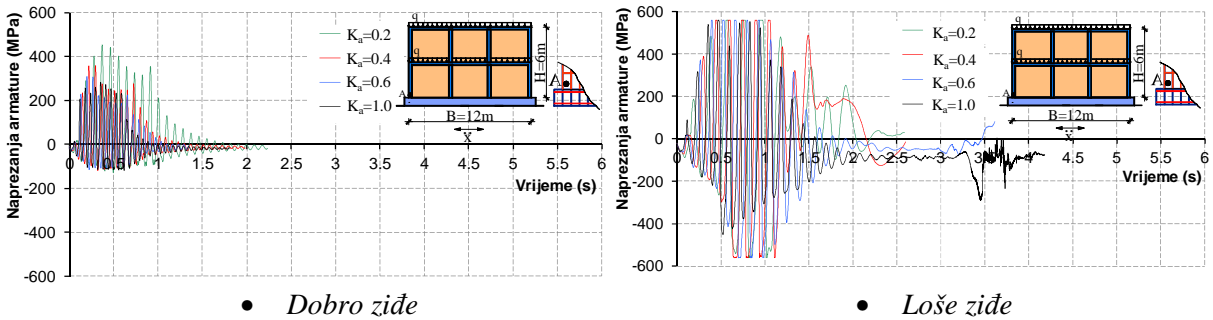 600
400
200
0
-200
-400
-600
Naprezanja armature (MPa)
0 0.5 1 1.5 2 2.5 3 3.5 4 4.5 5 5.5 6
Vrijeme (s)
Ka=0.2
Ka=0.4
Ka=0.6
Ka=1.0
q
q
A
H=6m
B=12m
ẍ
A
• Dobro ziđe
600
400
200
0
-200
-400
-600
Naprezanja armature (MPa)
0 0.5 1 1.5 2 2.5 3 3.5 4 4.5 5 5.5 6
Vrijeme (s)
Ka=0.2
Ka=0.4
Ka=0.6
Ka=1.0
q
q
A
H=6m
B=12m
ẍ
A
• Loše ziđe